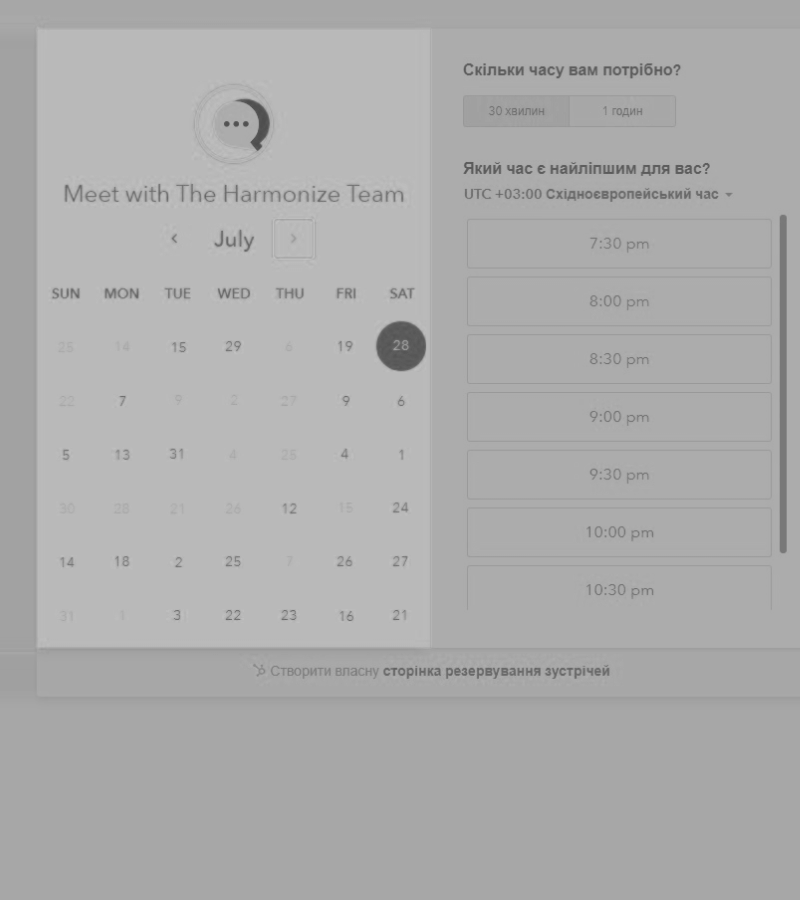 Meet with The Harmonize Team
July
SUN MON TUE WED THU FRI SAT
14 15 29 6 19 28
22 7 9 2 27 9 6
5 13 31 4 25 4 1
30 28 21 26 12 15 24
14 18 2 25 7 26 27
31 1 3 22 23 16 21
Скільки часу вам потрібно?
30 хвилин 1 годин
Який час є найліпшим для вас?
UTC +03:00 Східноєвропейський час
7:30 pm
8:00 pm
8:30 pm
9:00 pm
9:30 pm
10:00 pm
10:30 pm
Створити власну сторінка резервування зустрічей